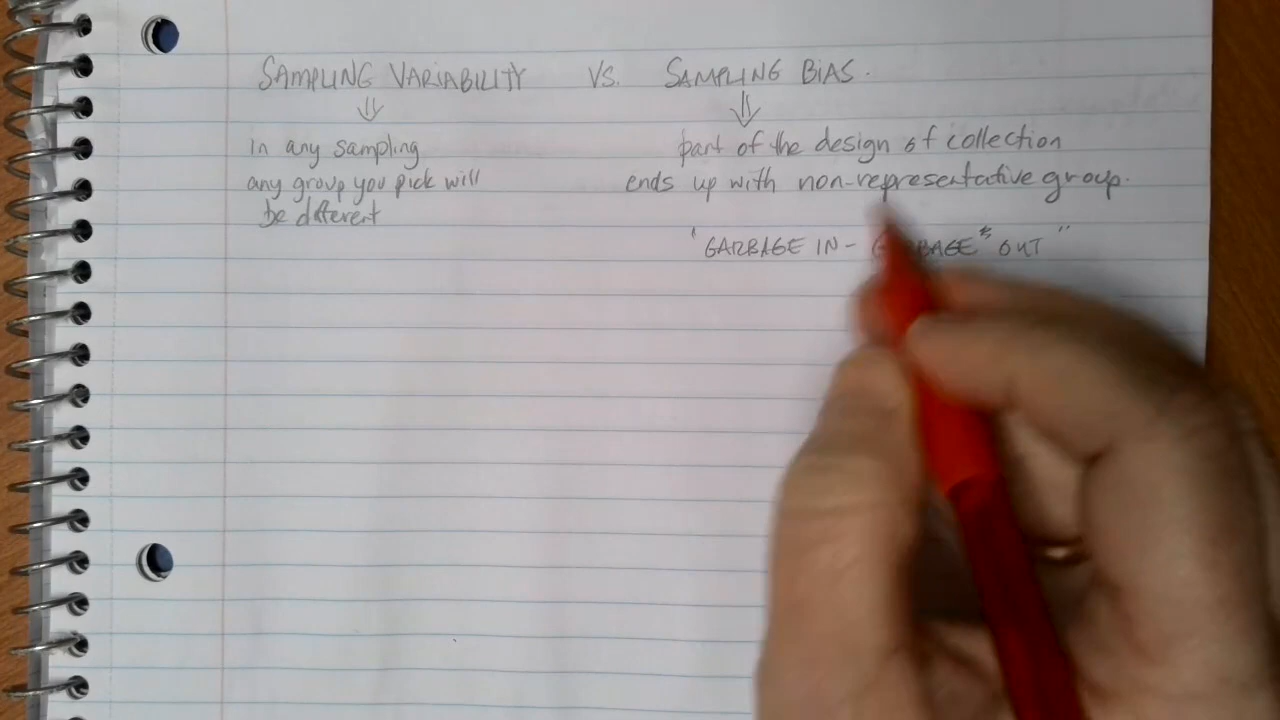 SAMPLING VARIABILITY VS. SAMPLING BIAS.
⇓ ⇓
in any sampling
any group you pick will
be different
part of the design of collection
ends up with non-representative group.
"GARBAGE IN - GARBAGE* OUT"